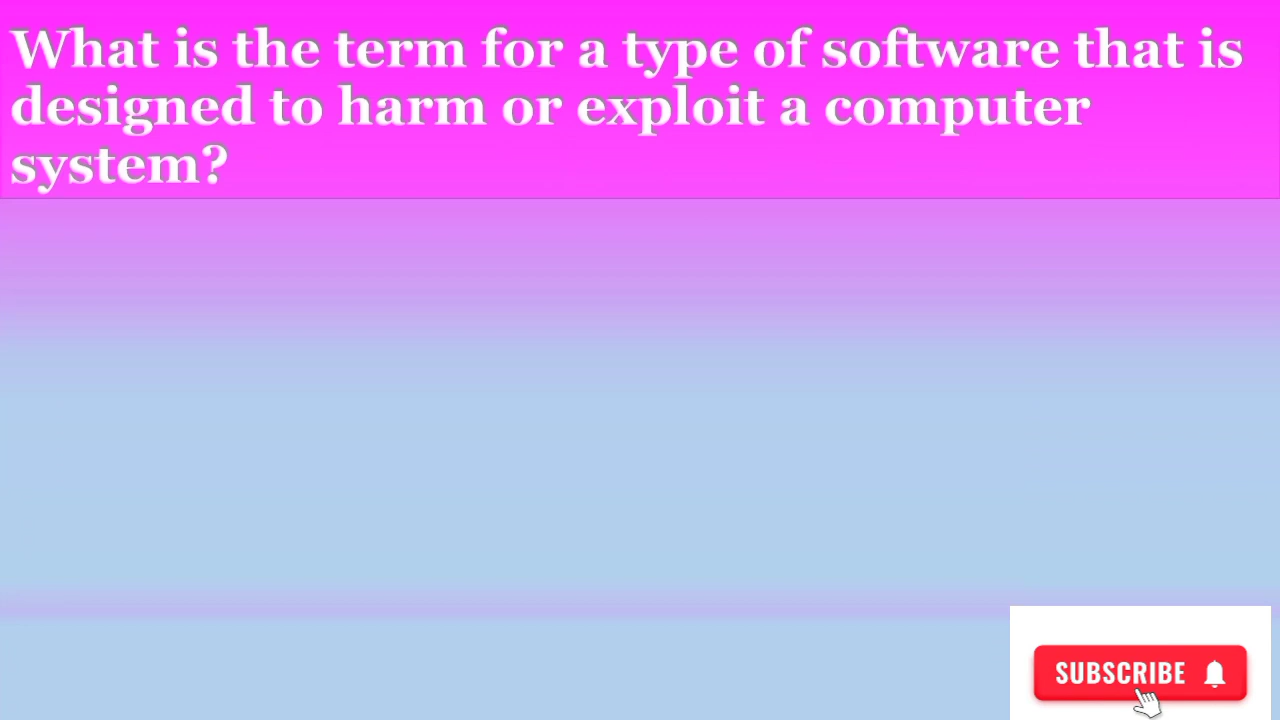 What is the term for a type of software that is
designed to harm or exploit a computer
system?
SUBSCRIBE